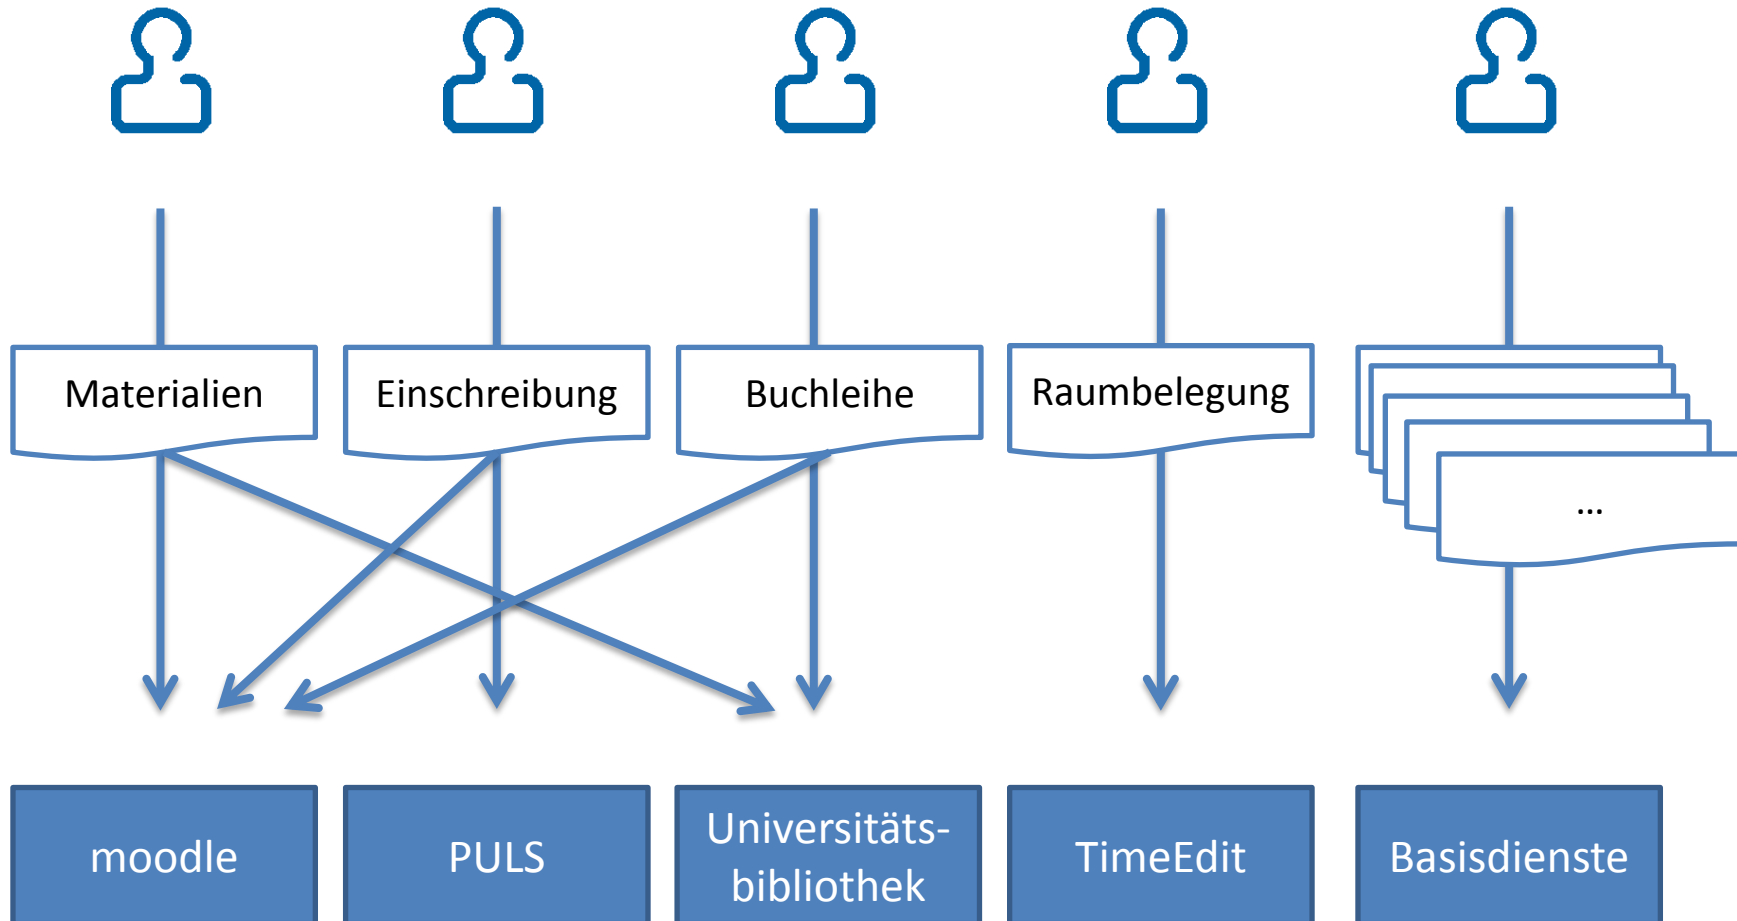 Materialien
Einschreibung
Buchleihe
Raumbelegung
...
moodle
PULS
Universitäts-
bibliothek
TimeEdit
Basisdienste